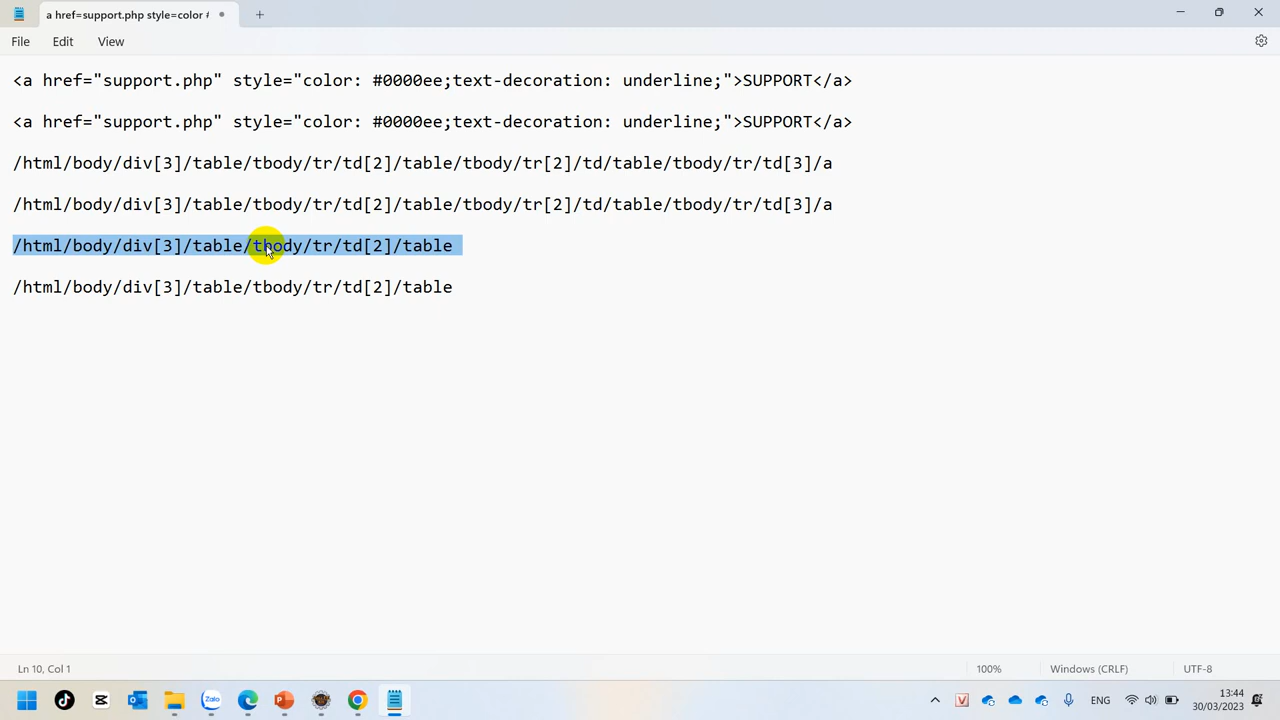 a href=support.php style=color #
File
Edit
View
<a href="support.php" style="color: #0000ee;text-decoration: underline;">SUPPORT</a>
<a href="support.php" style="color: #0000ee;text-decoration: underline;">SUPPORT</a>
/html/body/div[3]/table/tbody/tr/td[2]/table/tbody/tr[2]/td/table/tbody/tr/td[3]/a
/html/body/div[3]/table/tbody/tr/td[2]/table/tbody/tr[2]/td/table/tbody/tr/td[3]/a
/html/body/div[3]/table/tbody/tr/td[2]/table
/html/body/div[3]/table/tbody/tr/td[2]/table
Ln 10, Col 1
100%
Windows (CRLF)
UTF-8
Zalo
V
ENG
13:44
30/03/2023